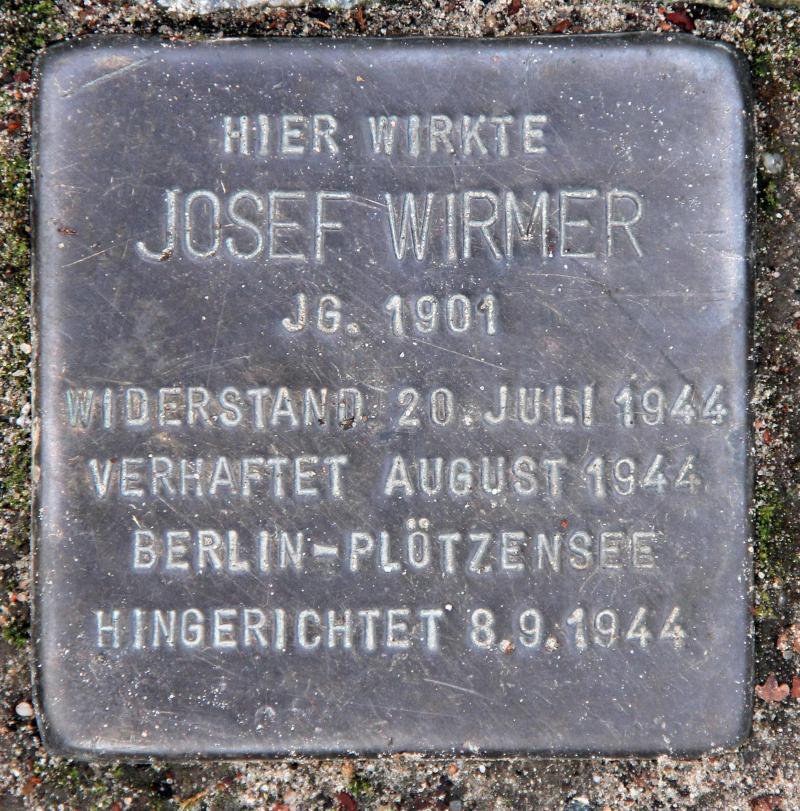 HIER WIRKTE
JOSEF WIRMER
JG. 1901
WIDERSTAND 20. JULI 1944
VERHAFTET AUGUST 1944
BERLIN-PLÖTZENSEE
HINGERICHTET 8.9.1944